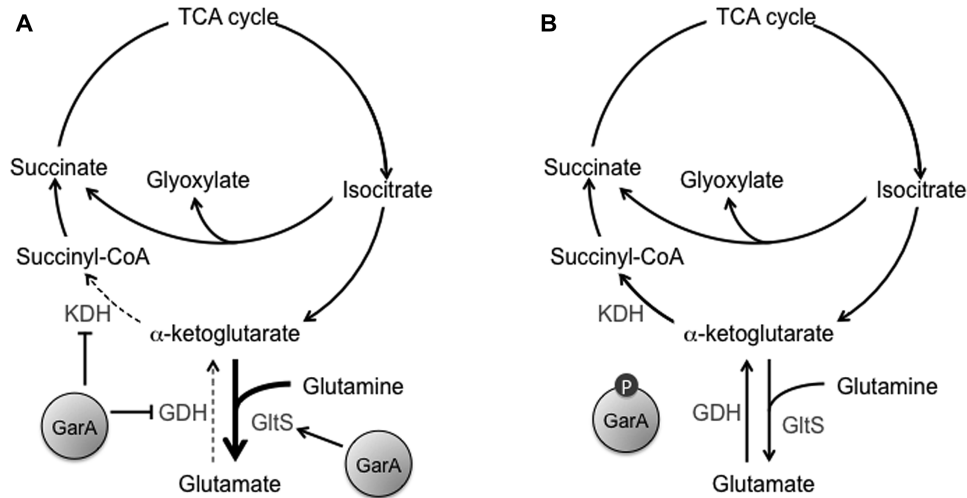 A
TCA cycle
Succinate
Glyoxylate
Isocitrate
Succinyl-CoA
KDH
α-ketoglutarate
Glutamine
GarA
GDH
GltS
GarA
Glutamate
B
TCA cycle
Succinate
Glyoxylate
Isocitrate
Succinyl-CoA
KDH
α-ketoglutarate
P
Glutamine
GarA
GDH
GltS
Glutamate